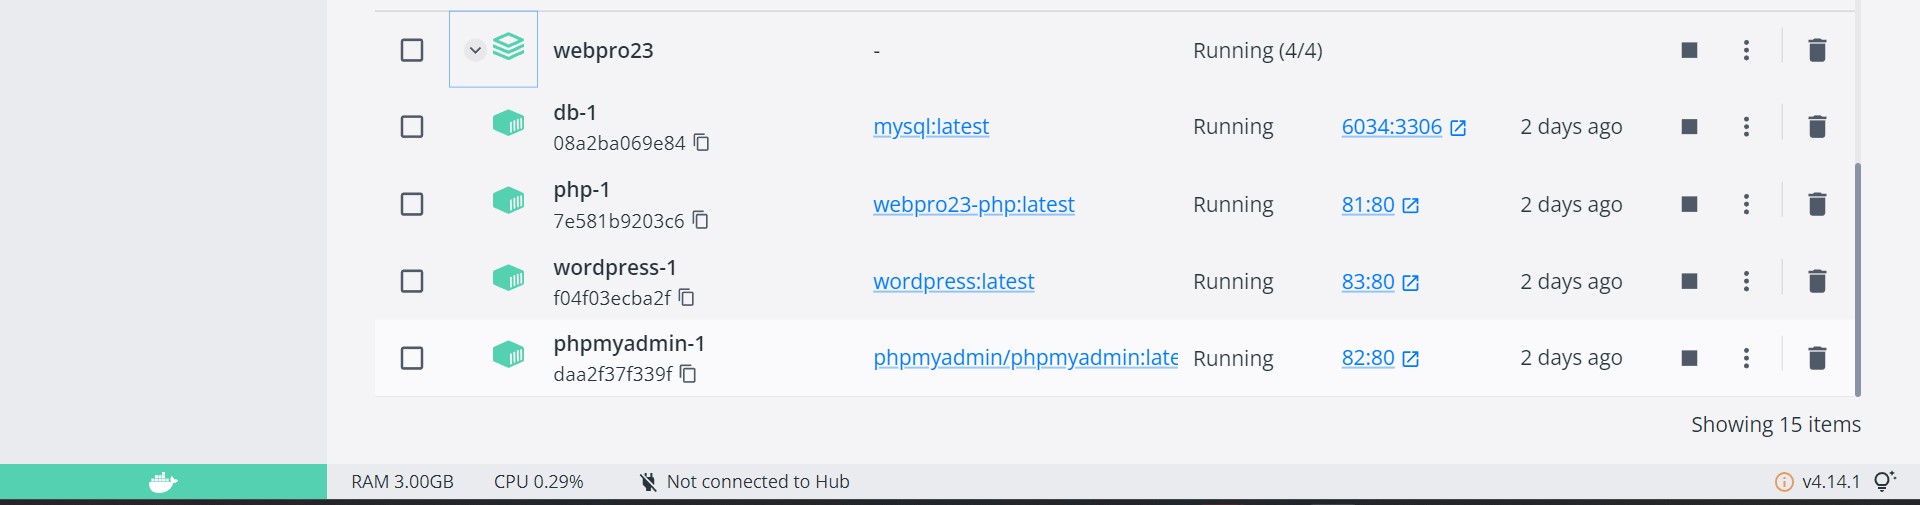 webpro23 - Running (4/4)
db-1
08a2ba069e84 mysql:latest Running 6034:3306 2 days ago
php-1
7e581b9203c6 webpro23-php:latest Running 81:80 2 days ago
wordpress-1
f04f03ecba2f wordpress:latest Running 83:80 2 days ago
phpmyadmin-1
daa2f37f339f phpmyadmin/phpmyadmin:late Running 82:80 2 days ago
Showing 15 items
RAM 3.00GB CPU 0.29% Not connected to Hub v4.14.1